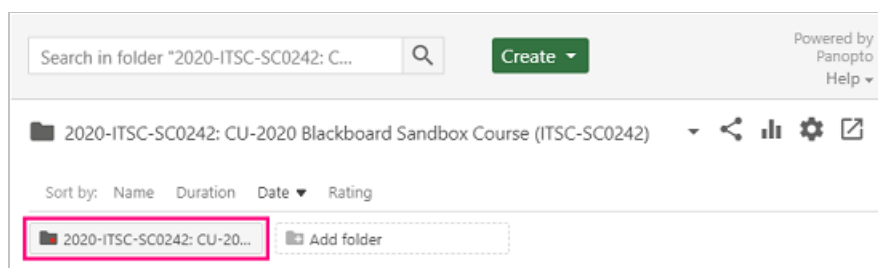 Search in folder "2020-ITSC-SC0242: C...
Create
Powered by
Panopto
Help
2020-ITSC-SC0242: CU-2020 Blackboard Sandbox Course (ITSC-SC0242)
Sort by: Name Duration Date Rating
2020-ITSC-SC0242: CU-20... Add folder